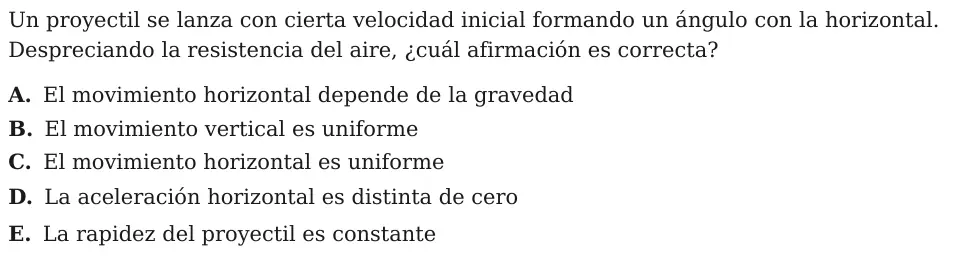 Un proyectil se lanza con cierta velocidad inicial formando un ángulo con la horizontal.
Despreciando la resistencia del aire, ¿cuál afirmación es correcta?
A. El movimiento horizontal depende de la gravedad
B. El movimiento vertical es uniforme
C. El movimiento horizontal es uniforme
D. La aceleración horizontal es distinta de cero
E. La rapidez del proyectil es constante